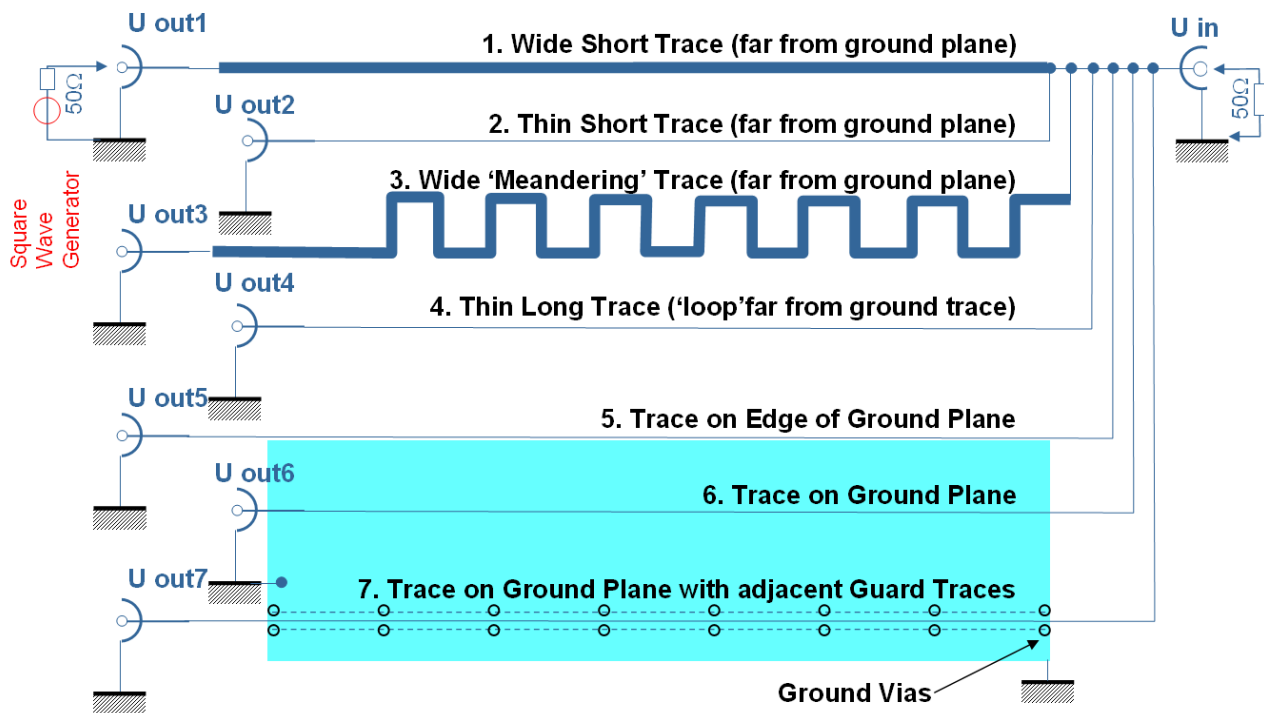 U out1
1. Wide Short Trace (far from ground plane)
U in
50Ω
50Ω
U out2
2. Thin Short Trace (far from ground plane)
3. Wide ‘Meandering’ Trace (far from ground plane)
Square
Wave
Generator
U out3
U out4
4. Thin Long Trace (‘loop’far from ground trace)
U out5
5. Trace on Edge of Ground Plane
U out6
6. Trace on Ground Plane
U out7
7. Trace on Ground Plane with adjacent Guard Traces
Ground Vias